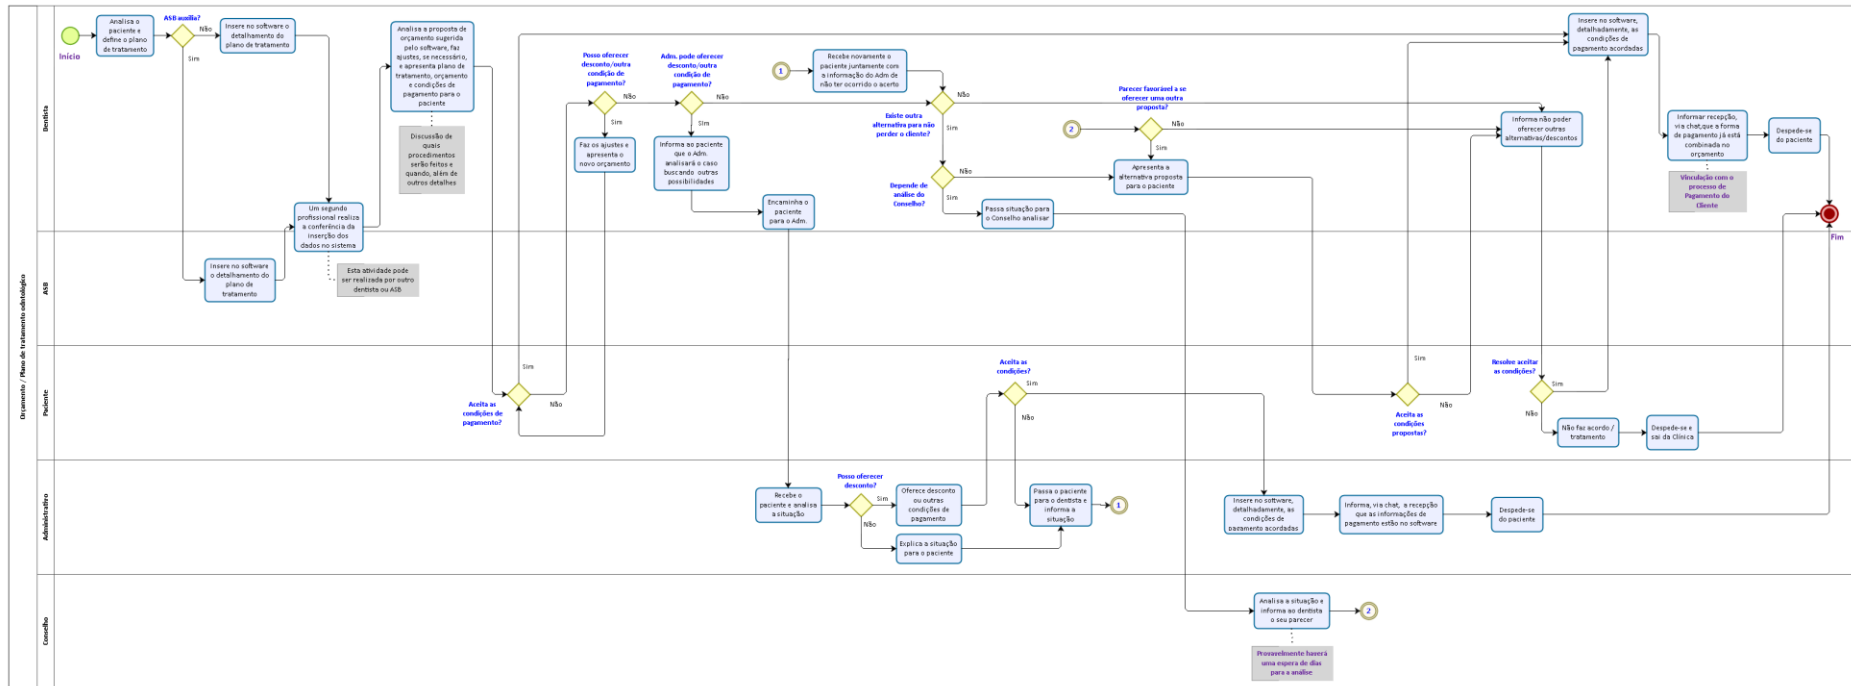 Orçamento / Plano de tratamento odontológico
Dentista
Início
Analisa o
paciente e
define o plano
de tratamento
ASB auxilia?
Não
Sim
Insere no software o
detalhamento do
plano de tratamento
Um segundo
profissional realiza
a conferência da
inserção dos
dados no sistema
Analisa a proposta de
orçamento sugerida
pelo software, faz
ajustes, se necessário,
e apresenta plano de
tratamento, orçamento
e condições de
pagamento para o
paciente
Discussão de
quais
procedimentos
serão feitos e
quando, além de
outros detalhes
Posso oferecer
desconto/outra
condição de
pagamento?
Não
Sim
Faz os ajustes e
apresenta o
novo orçamento
Adm. pode oferecer
desconto/outra
condição de
pagamento?
Não
Sim
Informa ao paciente
que o Adm.
analisará o caso
buscando outras
possibilidades
Encaminha o
paciente
para o Adm.
1
Recebe novamente o
paciente juntamente com
a informação do Adm de
não ter ocorrido o acerto
Existe outra
alternativa para não
perder o cliente?
Não
Sim
Depende de
análise do
Conselho?
Não
Sim
Passa situação para
o Conselho analisar
2
Parecer favorável a se
oferecer uma outra
proposta?
Não
Sim
Apresenta a
alternativa proposta
para o paciente
Informa não poder
oferecer outras
alternativas/descontos
Insere no software,
detalhadamente, as
condições de
pagamento acordadas
Informar recepção,
via chat,que a forma
de pagamento já está
combinada no
orçamento
Vinculação com o
processo de
Pagamento do
Cliente
Despede-se
do paciente
Fim
ASB
Insere no software
o detalhamento do
plano de
tratamento
Esta atividade pode
ser realizada por outro
dentista ou ASB
Paciente
Aceita as
condições de
pagamento?
Sim
Não
Aceita as
condições?
Sim
Não
Aceita as
condições
propostas?
Sim
Não
Resolve aceitar
as condições?
Sim
Não
Não faz acordo /
tratamento
Despede-se e
sai da Clínica
Administrativo
Recebe o
paciente e analisa
a situação
Posso oferecer
desconto?
Sim
Não
Oferece desconto
ou outras
condições de
pagamento
Explica a situação
para o paciente
Passa o paciente
para o dentista e
informa a
situação
1
Insere no software,
detalhadamente, as
condições de
pagamento acordadas
Informa, via chat, a recepção
que as informações de
pagamento estão no software
Despede-se
do paciente
Conselho
Analisa a situação e
informa ao dentista
o seu parecer
2
Provavelmente haverá
uma espera de dias
para a análise